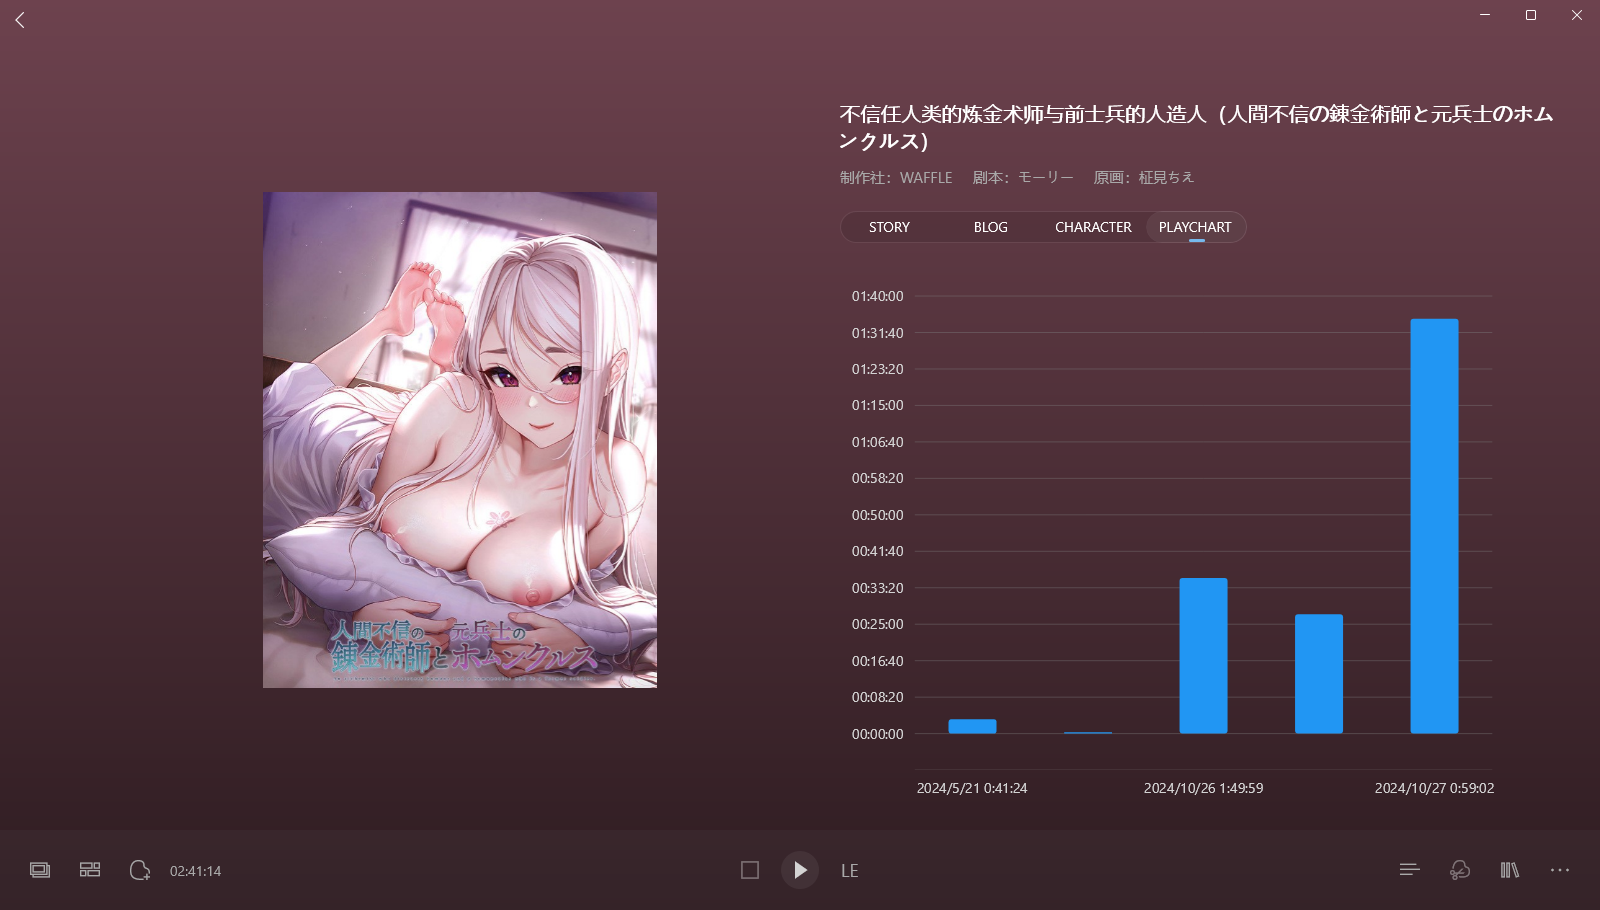 不信任人类的炼金术师与前士兵的人造人（人間不信の錬金術師と元兵士のホム
ンクルス）
制作社：WAFFLE 剧本：モーリー 原画：柾見ちえ
STORY BLOG CHARACTER PLAYCHART
01:40:00
01:31:40
01:23:20
01:15:00
01:06:40
00:58:20
00:50:00
00:41:40
00:33:20
00:25:00
00:16:40
00:08:20
00:00:00
2024/5/21 0:41:24 2024/10/26 1:49:59 2024/10/27 0:59:02
人間不信の 元兵士の
錬金術師とホムンクルス
02:41:14 LE